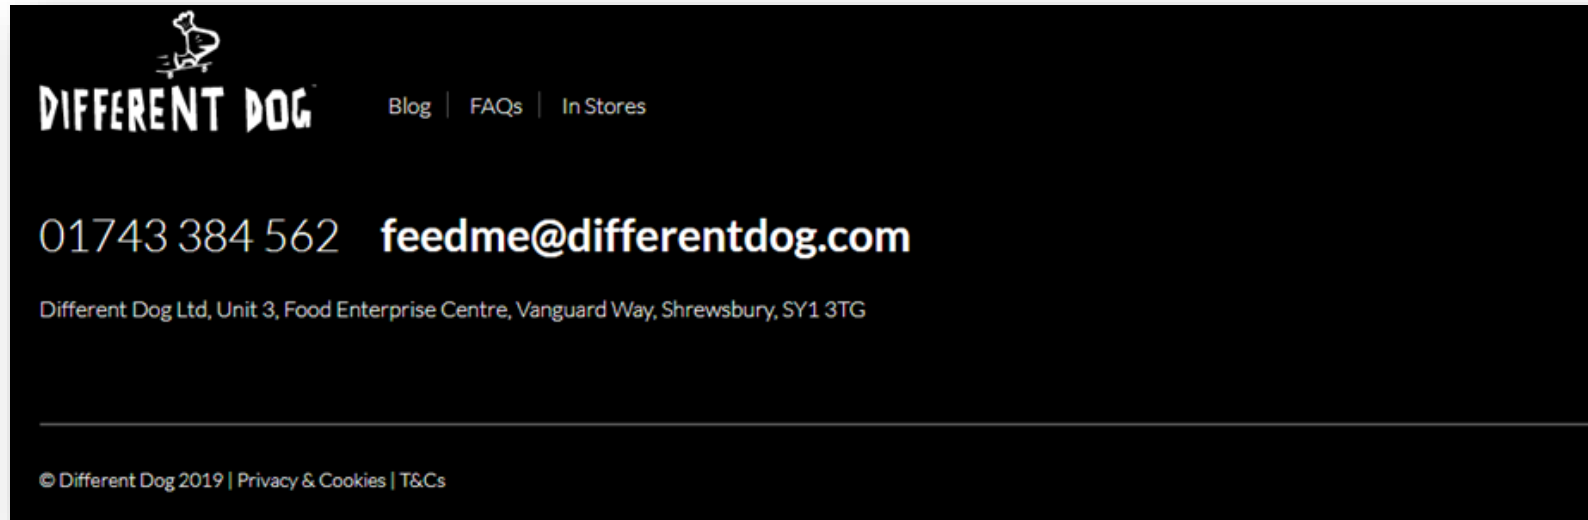 DIFFERENT DOG
Blog | FAQs | In Stores
01743 384 562 feedme@differentdog.com
Different Dog Ltd, Unit 3, Food Enterprise Centre, Vanguard Way, Shrewsbury, SY1 3TG
© Different Dog 2019 | Privacy & Cookies | T&Cs